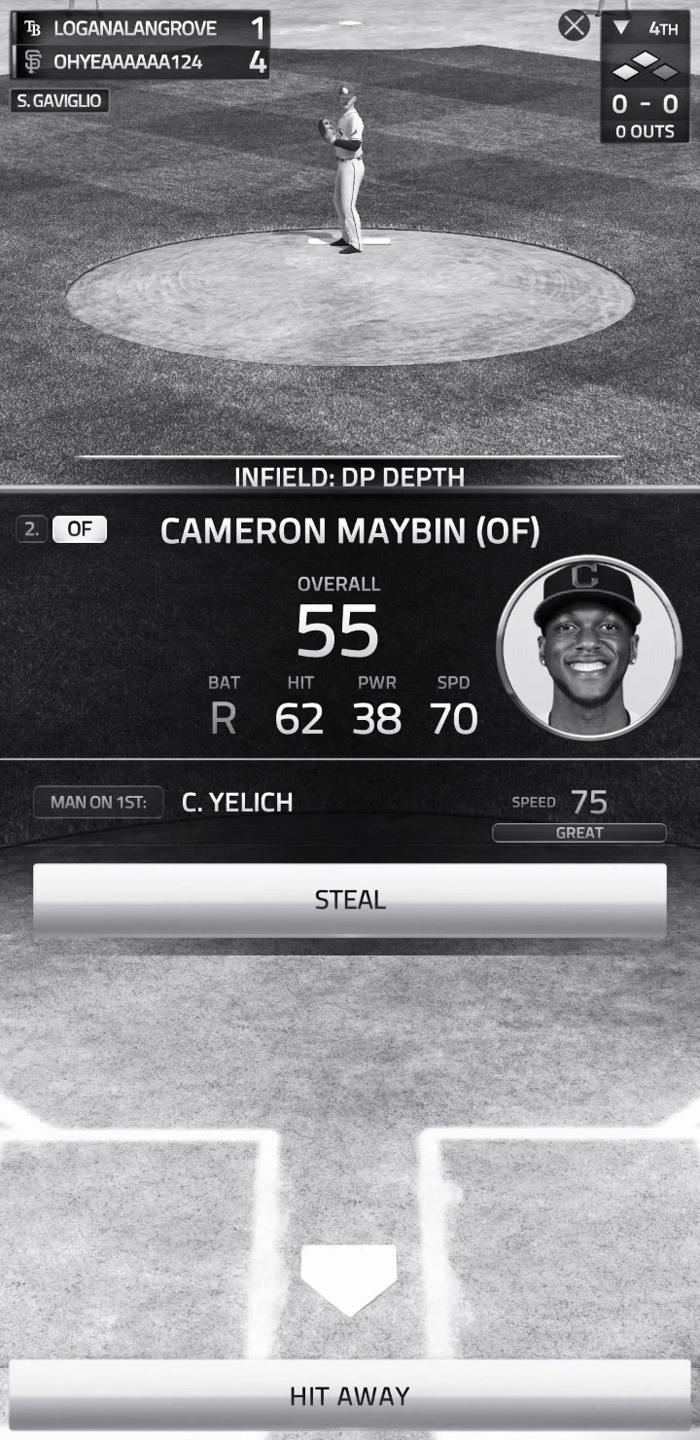 TB LOGANALANGROVE 1
SF OHYEAAAAAA124 4
S. GAVIGLIO
4TH
0 - 0
0 OUTS
INFIELD: DP DEPTH
2. OF CAMERON MAYBIN (OF)
OVERALL
55
BAT HIT PWR SPD
R 62 38 70
C
MAN ON 1ST: C. YELICH SPEED 75
GREAT
STEAL
HIT AWAY